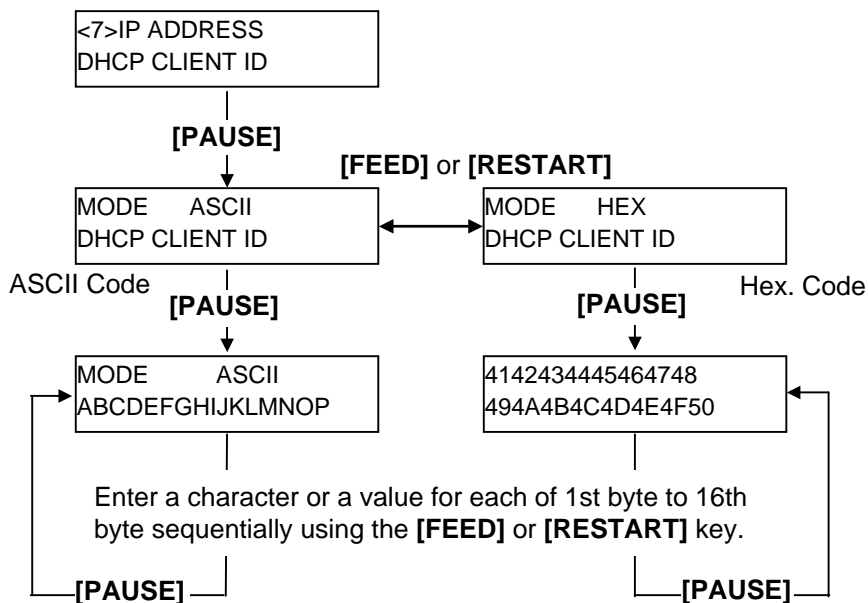 <7>IP ADDRESS
DHCP CLIENT ID
[PAUSE]
[FEED] or [RESTART]
MODE ASCII
DHCP CLIENT ID
MODE HEX
DHCP CLIENT ID
ASCII Code
Hex. Code
[PAUSE]
[PAUSE]
MODE ASCII
ABCDEFGHIJKLMNOP
4142434445464748
494A4B4C4D4E4F50
Enter a character or a value for each of 1st byte to 16th
byte sequentially using the [FEED] or [RESTART] key.
[PAUSE]
[PAUSE]